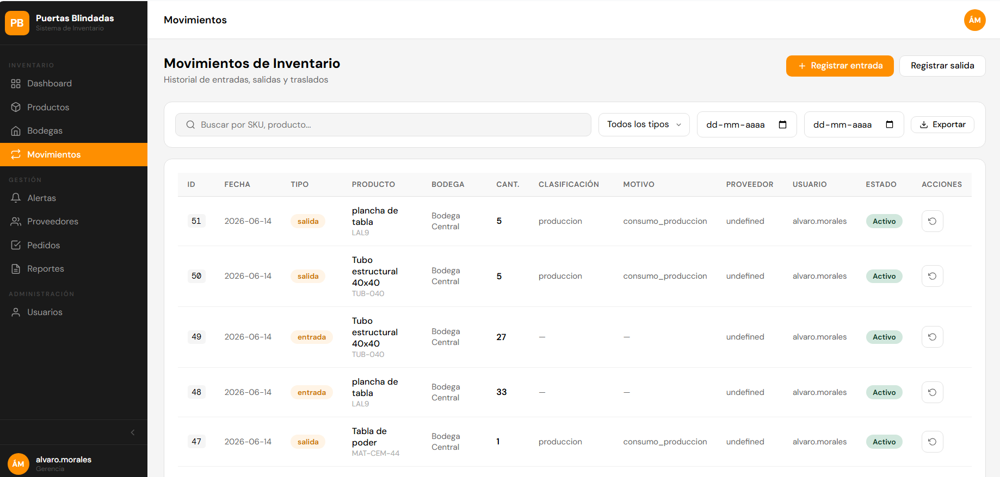 PB
Puertas Blindadas
Sistema de Inventario
INVENTARIO
Dashboard
Productos
Bodegas
Movimientos
GESTIÓN
Alertas
Proveedores
Pedidos
Reportes
ADMINISTRACIÓN
Usuarios
ÁM
alvaro.morales
Gerencia
Movimientos
ÁM
Movimientos de Inventario
Historial de entradas, salidas y traslados
+ Registrar entrada
Registrar salida
Buscar por SKU, producto...
Todos los tipos
dd-mm-aaaa
dd-mm-aaaa
Exportar
ID FECHA TIPO PRODUCTO BODEGA CANT. CLASIFICACIÓN MOTIVO PROVEEDOR USUARIO ESTADO ACCIONES
51 2026-06-14 salida plancha de tabla LAL9 Bodega Central 5 produccion consumo_produccion undefined alvaro.morales Activo
50 2026-06-14 salida Tubo estructural 40x40 TUB-040 Bodega Central 5 produccion consumo_produccion undefined alvaro.morales Activo
49 2026-06-14 entrada Tubo estructural 40x40 TUB-040 Bodega Central 27 — — undefined alvaro.morales Activo
48 2026-06-14 entrada plancha de tabla LAL9 Bodega Central 33 — — undefined alvaro.morales Activo
47 2026-06-14 salida Tabla de poder MAT-CEM-44 Bodega Central 1 produccion consumo_produccion undefined alvaro.morales Activo